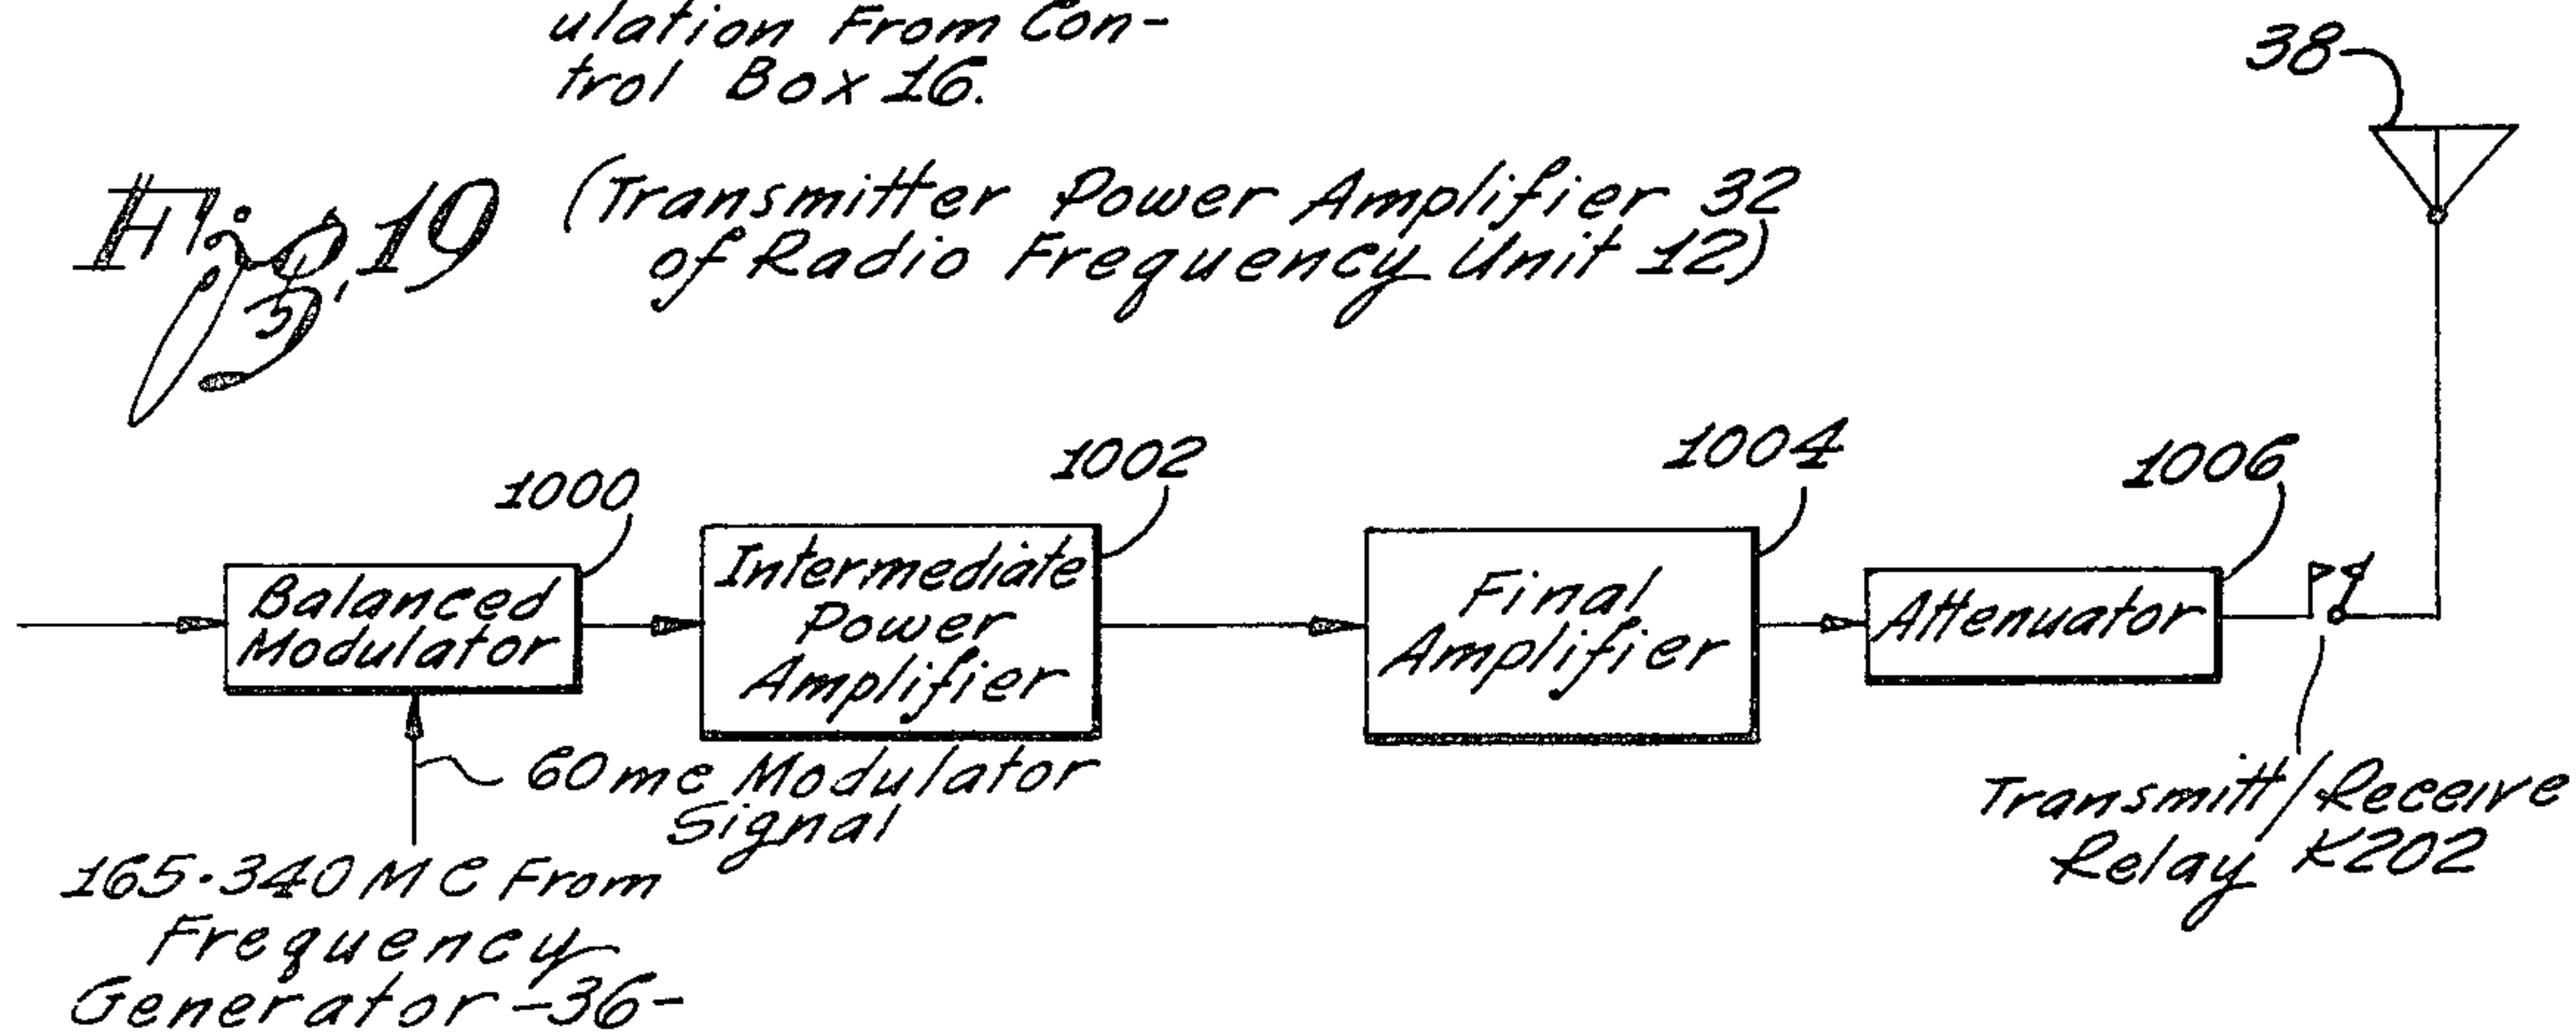 ulation From Con-
trol Box 16.
38
Fig. 19
(Transmitter Power Amplifier 32
of Radio Frequency Unit 12)
1000
1002
1004
1006
Balanced
Modulator
Intermediate
Power
Amplifier
Final
Amplifier
Attenuator
60mc Modulator
Signal
Transmitt/Receive
Relay K202
165-340 MC From
Frequency
Generator -36-